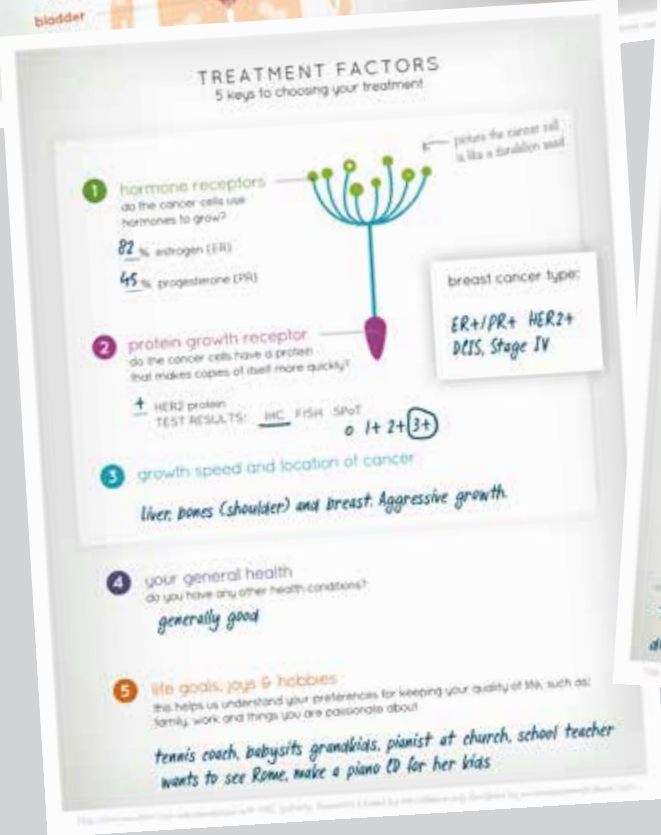 bladder
TREATMENT FACTORS
5 keys to choosing your treatment
picture the cancer cell
is like a dandelion seed
1 hormone receptors
do the cancer cells use
hormones to grow?
82 % estrogen (ER)
45 % progesterone (PR)
breast cancer type:
ER+/PR+ HER2+
DCIS, Stage IV
2 protein growth receptor
do the cancer cells have a protein
that makes copies of itself more quickly?
+ HER2 protein
TEST RESULTS: IHC FISH SPoT
0 1+ 2+ 3+
3 growth speed and location of cancer
liver, bones (shoulder) and breast. Aggressive growth.
4 your general health
do you have any other health conditions?
generally good
5 life goals, joys & hobbies
this helps us understand your preferences for keeping your quality of life, such as:
family, work and things you are passionate about
tennis coach, babysits grandkids, pianist at church, school teacher
wants to see Rome, make a piano CD for her kids